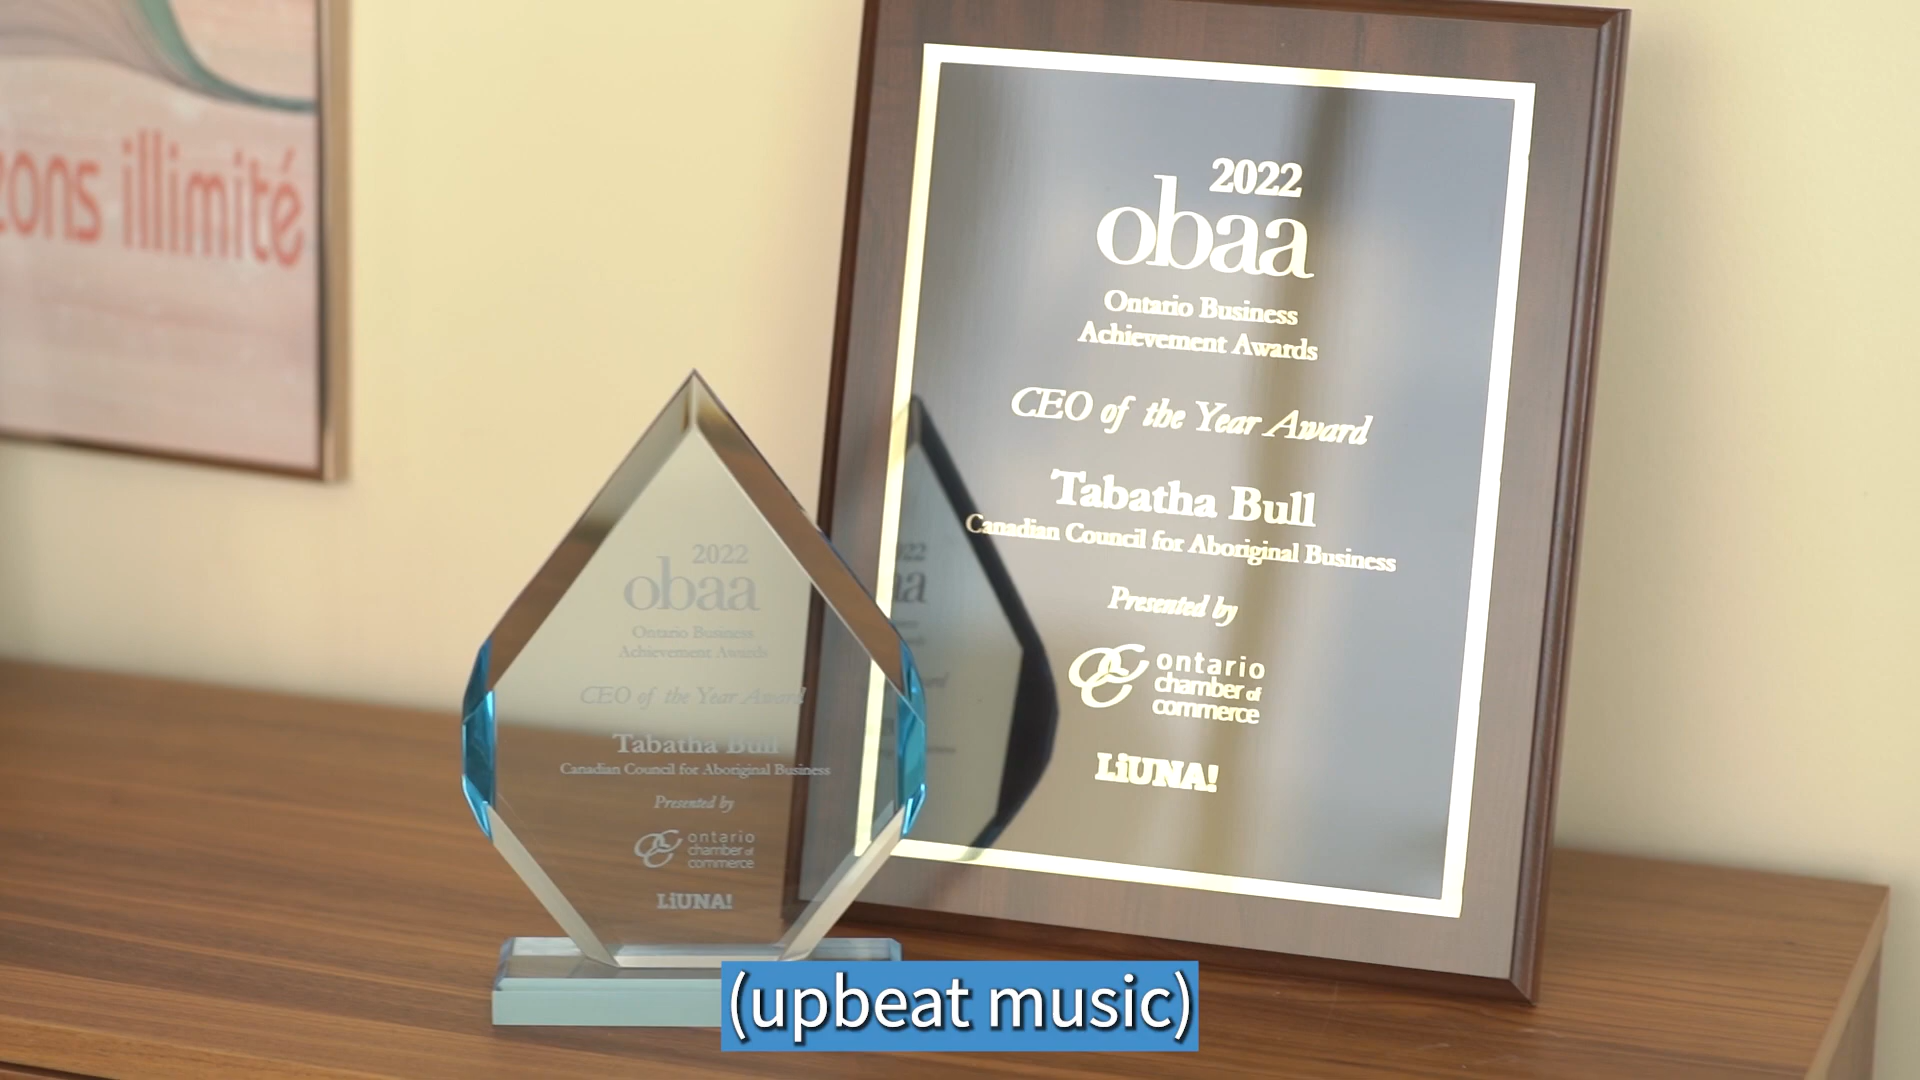 zons illimité
2022
obaa
Ontario Business
Achievement Awards
CEO of the Year Award
Tabatha Bull
Canadian Council for Aboriginal Business
Presented by
ontario
chamber of
commerce
LiUNA!
2022
obaa
Ontario Business
Achievement Awards
CEO of the Year Award
Tabatha Bull
Canadian Council for Aboriginal Business
Presented by
ontario
chamber of
commerce
LiUNA!
(upbeat music)